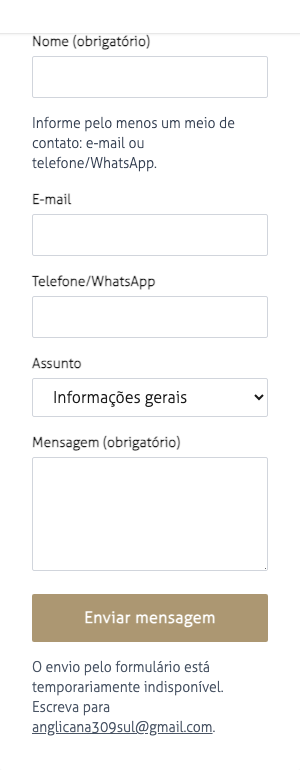 Nome (obrigatório)
Informe pelo menos um meio de
contato: e-mail ou
telefone/WhatsApp.
E-mail
Telefone/WhatsApp
Assunto
Informações gerais
Mensagem (obrigatório)
Enviar mensagem
O envio pelo formulário está
temporariamente indisponível.
Escreva para
anglicana309sul@gmail.com.